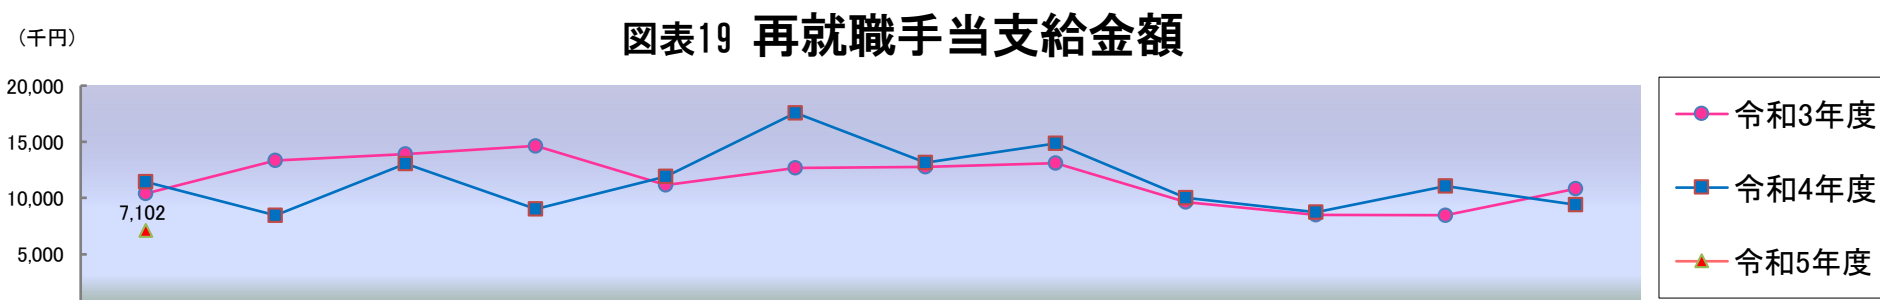 図表19 再就職手当支給金額
(千円)
20,000
15,000
10,000
5,000
7,102
令和3年度
令和4年度
令和5年度